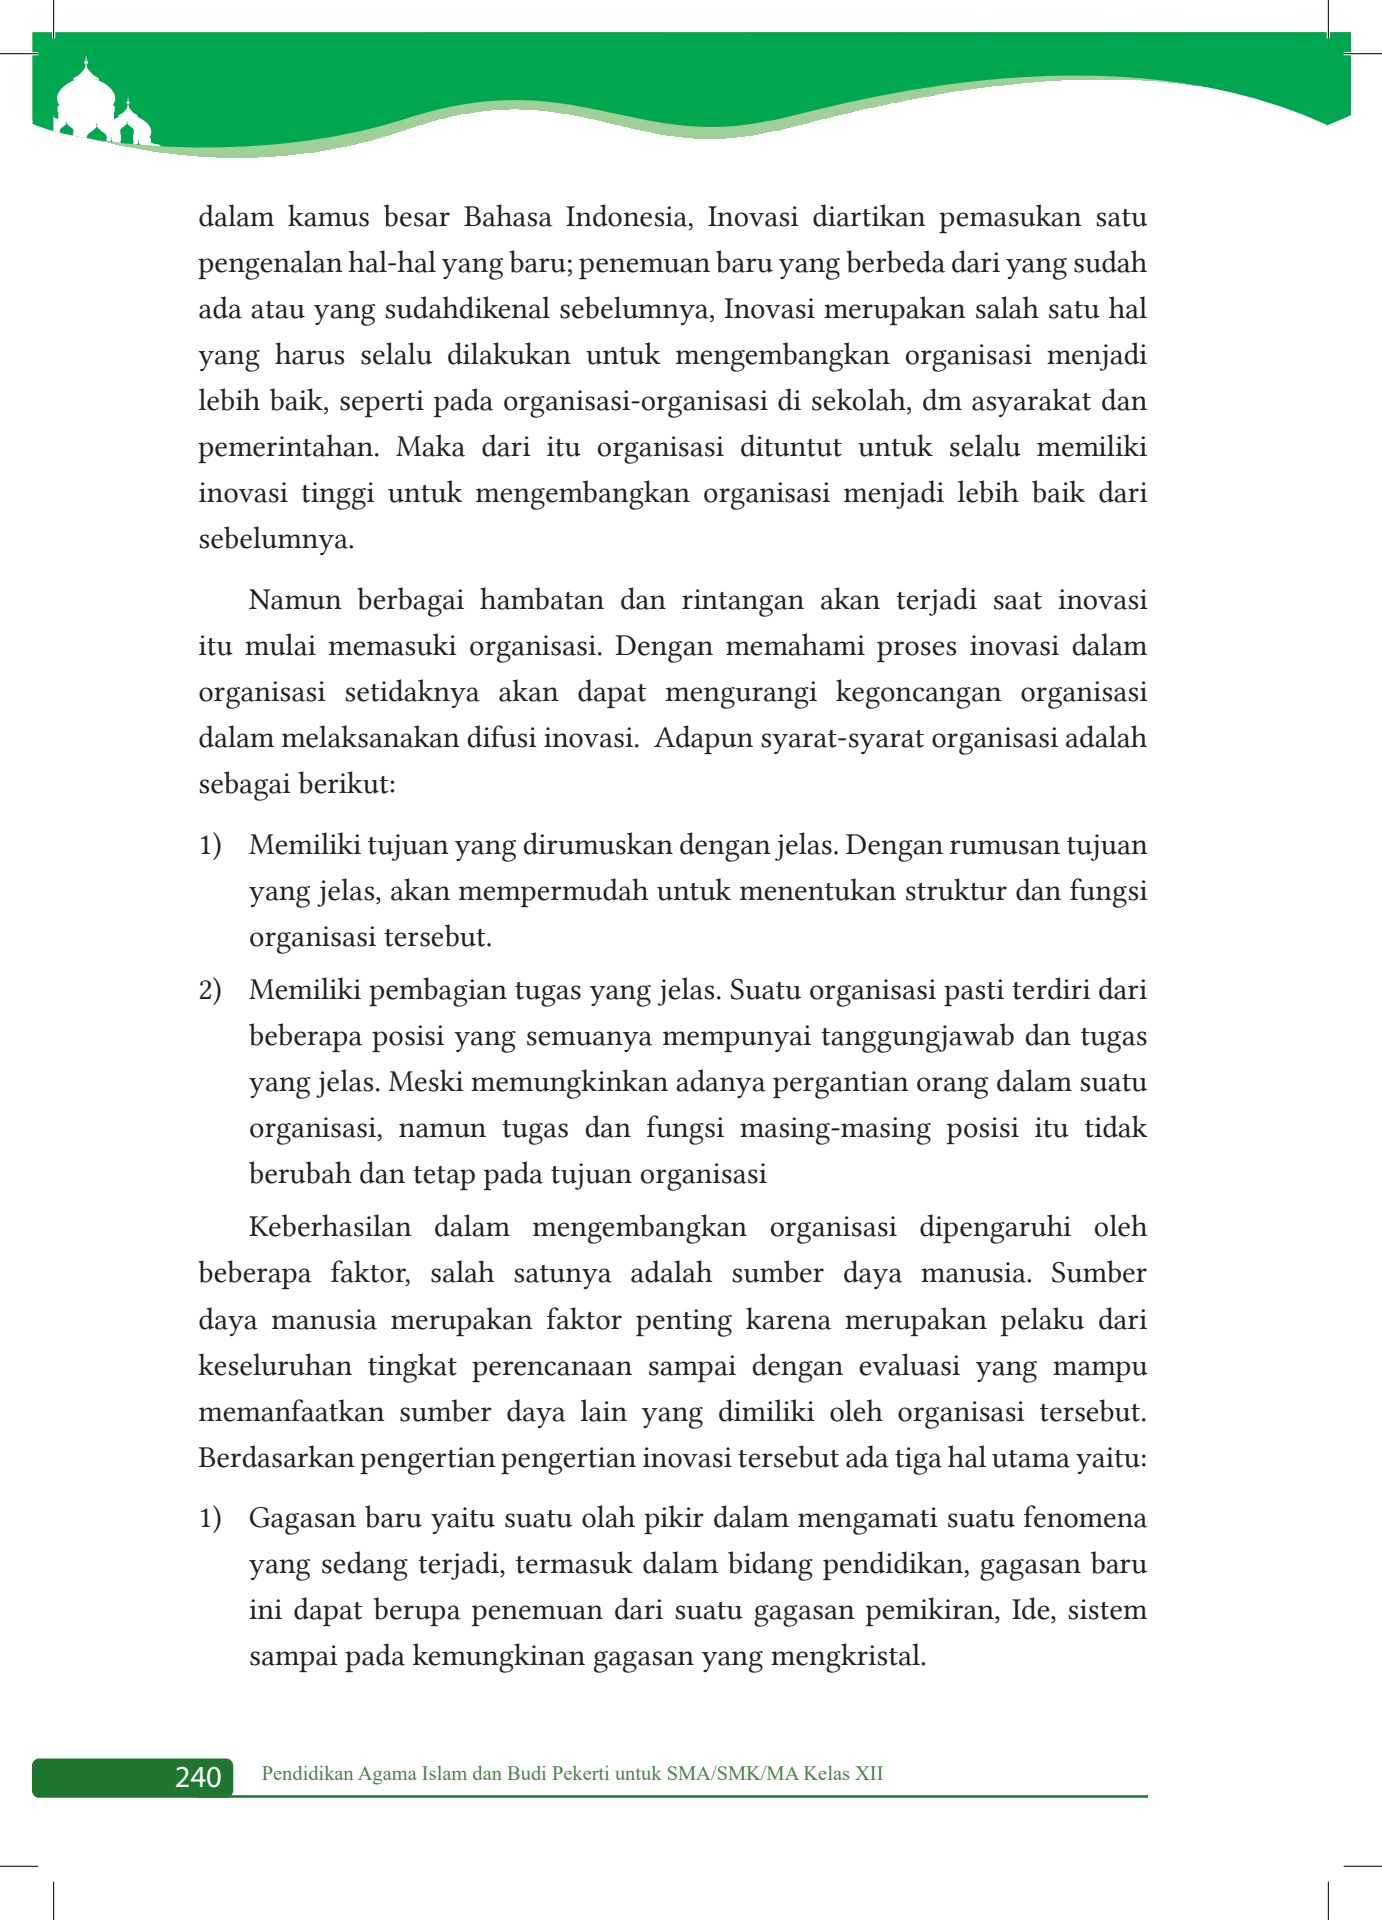 dalam kamus besar Bahasa Indonesia, Inovasi diartikan pemasukan satu
pengenalan hal-hal yang baru; penemuan baru yang berbeda dari yang sudah
ada atau yang sudahdikenal sebelumnya, Inovasi merupakan salah satu hal
yang harus selalu dilakukan untuk mengembangkan organisasi menjadi
lebih baik, seperti pada organisasi-organisasi di sekolah, dm asyarakat dan
pemerintahan. Maka dari itu organisasi dituntut untuk selalu memiliki
inovasi tinggi untuk mengembangkan organisasi menjadi lebih baik dari
sebelumnya.
Namun berbagai hambatan dan rintangan akan terjadi saat inovasi
itu mulai memasuki organisasi. Dengan memahami proses inovasi dalam
organisasi setidaknya akan dapat mengurangi kegoncangan organisasi
dalam melaksanakan difusi inovasi. Adapun syarat-syarat organisasi adalah
sebagai berikut:
1) Memiliki tujuan yang dirumuskan dengan jelas. Dengan rumusan tujuan
yang jelas, akan mempermudah untuk menentukan struktur dan fungsi
organisasi tersebut.
2) Memiliki pembagian tugas yang jelas. Suatu organisasi pasti terdiri dari
beberapa posisi yang semuanya mempunyai tanggungjawab dan tugas
yang jelas. Meski memungkinkan adanya pergantian orang dalam suatu
organisasi, namun tugas dan fungsi masing-masing posisi itu tidak
berubah dan tetap pada tujuan organisasi
Keberhasilan dalam mengembangkan organisasi dipengaruhi oleh
beberapa faktor, salah satunya adalah sumber daya manusia. Sumber
daya manusia merupakan faktor penting karena merupakan pelaku dari
keseluruhan tingkat perencanaan sampai dengan evaluasi yang mampu
memanfaatkan sumber daya lain yang dimiliki oleh organisasi tersebut.
Berdasarkan pengertian pengertian inovasi tersebut ada tiga hal utama yaitu:
1) Gagasan baru yaitu suatu olah pikir dalam mengamati suatu fenomena
yang sedang terjadi, termasuk dalam bidang pendidikan, gagasan baru
ini dapat berupa penemuan dari suatu gagasan pemikiran, Ide, sistem
sampai pada kemungkinan gagasan yang mengkristal.
240 Pendidikan Agama Islam dan Budi Pekerti untuk SMA/SMK/MA Kelas XII